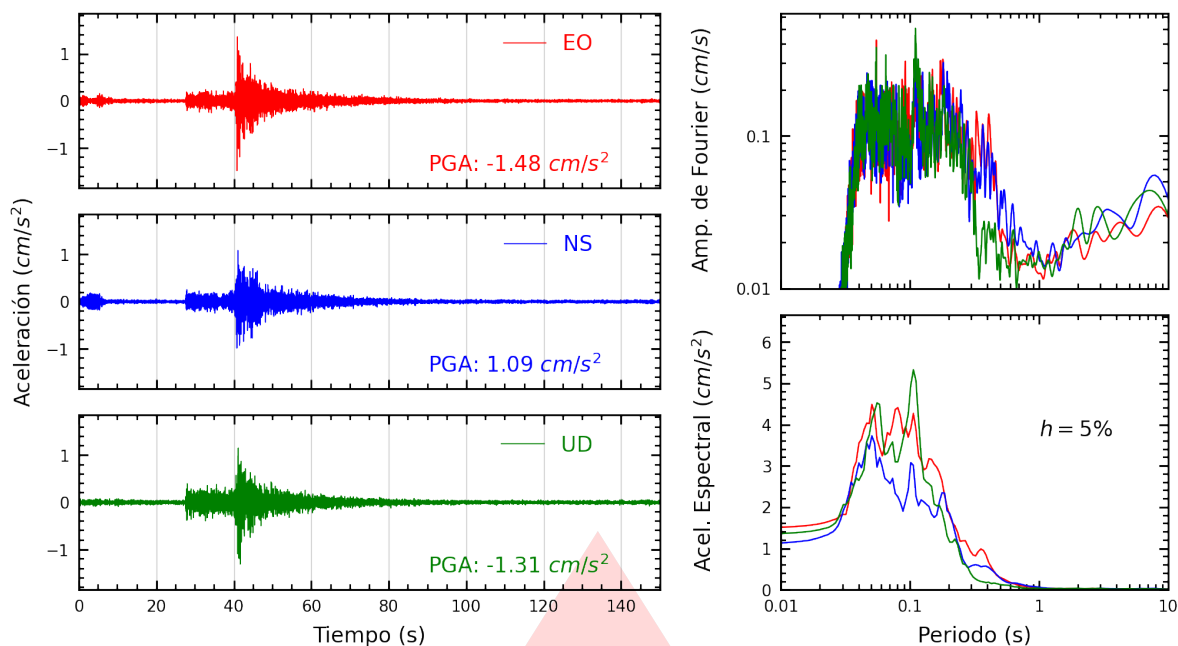 Aceleración (cm/s²)
1
0
−1
EO
PGA: -1.48 cm/s²
1
0
−1
NS
PGA: 1.09 cm/s²
1
0
−1
UD
PGA: -1.31 cm/s²
0 20 40 60 80 100 120 140
Tiempo (s)
Amp. de Fourier (cm/s)
0.1
0.01
Acel. Espectral (cm/s²)
6
5
4
3
2
1
0
h = 5%
0.01 0.1 1 10
Periodo (s)